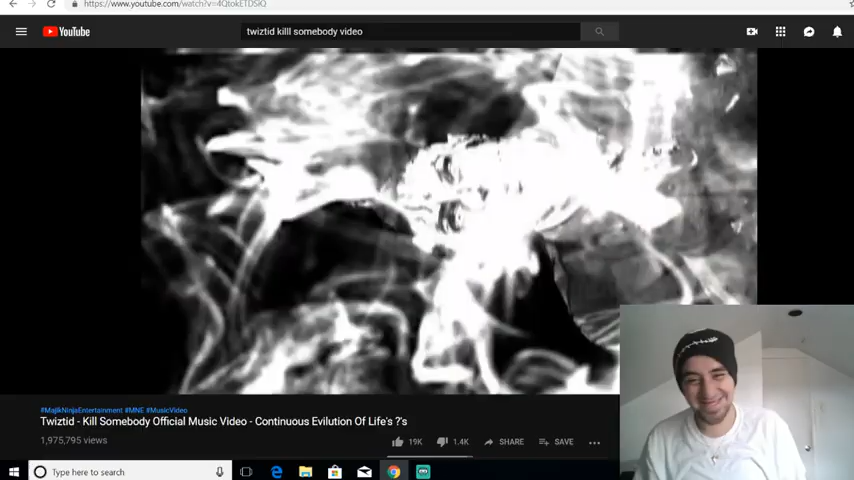 https://www.youtube.com/watch?v=4QtokETDSiQ
YouTube
twiztid killl somebody video
#MajikNinjaEntertainment #MNE #MusicVideo
Twiztid - Kill Somebody Official Music Video - Continuous Evilution Of Life's ?'s
1,975,795 views
19K
1.4K
SHARE
SAVE
Type here to search